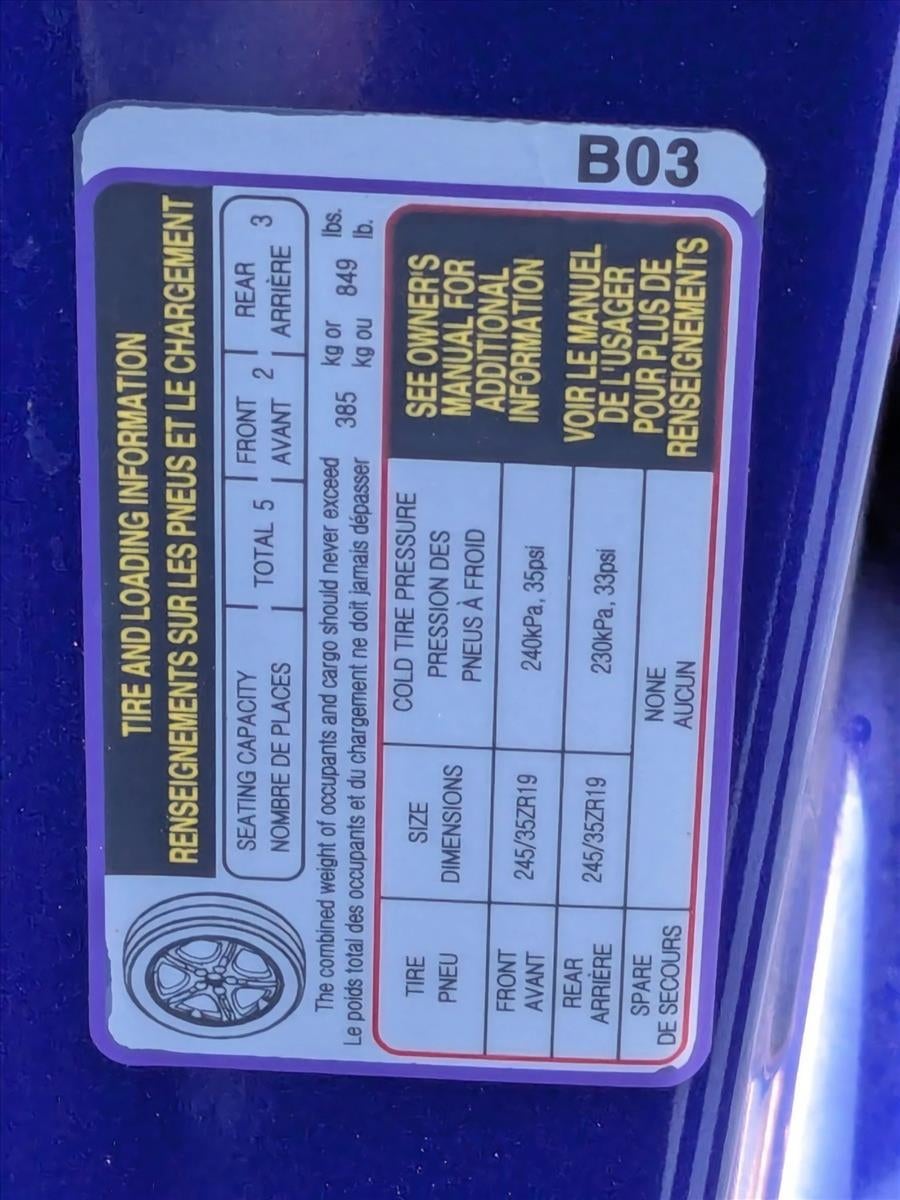 TIRE AND LOADING INFORMATION
RENSEIGNEMENTS SUR LES PNEUS ET LE CHARGEMENT
SEATING CAPACITY
NOMBRE DE PLACES
TOTAL 5
FRONT
AVANT
2
REAR
ARRIÈRE
3
The combined weight of occupants and cargo should never exceed 385 kg or 849 lbs.
Le poids total des occupants et du chargement ne doit jamais dépasser kg ou lb.
TIRE
PNEU
SIZE
DIMENSIONS
COLD TIRE PRESSURE
PRESSION DES
PNEUS À FROID
SEE OWNER'S
MANUAL FOR
ADDITIONAL
INFORMATION
VOIR LE MANUEL
DE L'USAGER
POUR PLUS DE
RENSEIGNEMENTS
FRONT
AVANT
245/35ZR19
240kPa, 35psi
REAR
ARRIÈRE
245/35ZR19
230kPa, 33psi
SPARE
DE SECOURS
NONE
AUCUN
B03